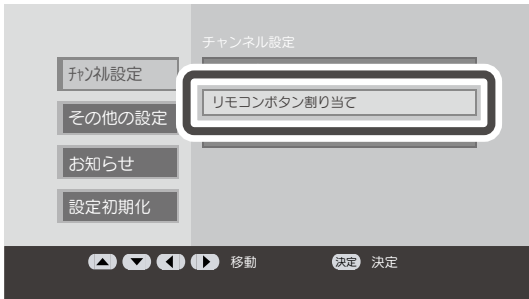 チャンネル設定
ﾁｬﾝﾈﾙ設定
リモコンボタン割り当て
その他の設定
お知らせ
設定初期化
移動 決定 決定